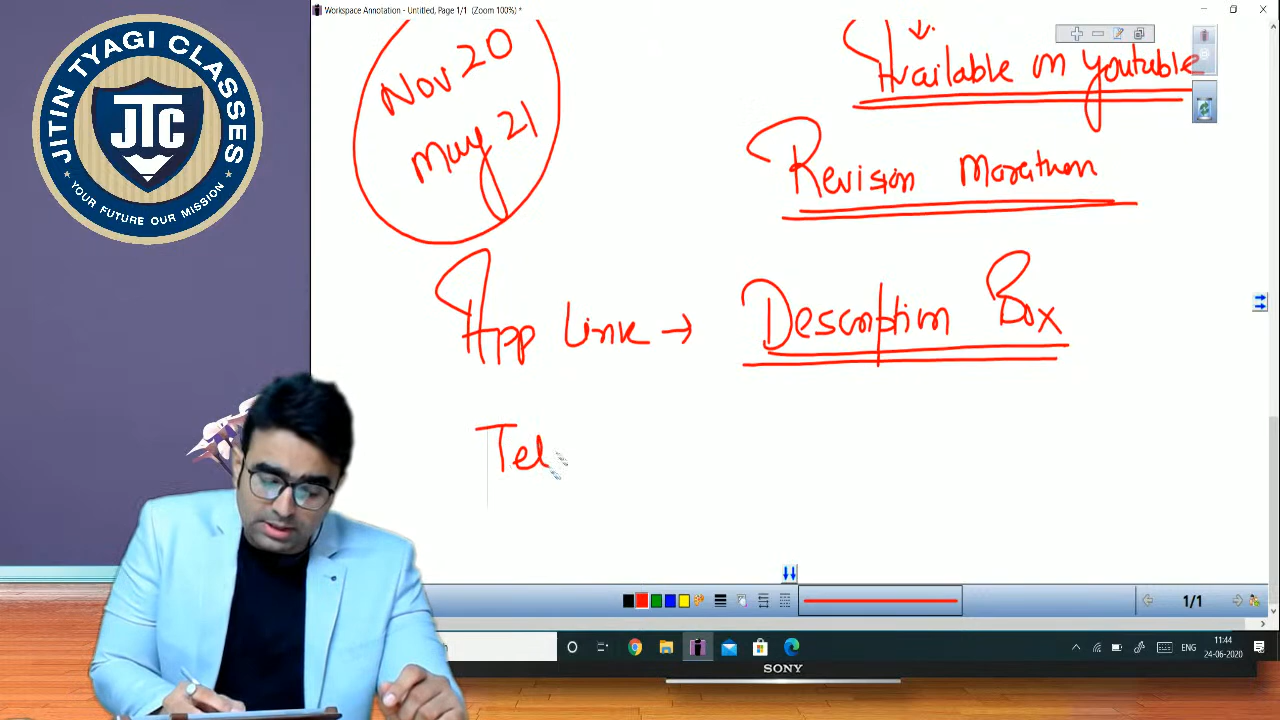 Workspace Annotation - Untitled, Page 1/1 (Zoom 100%) *
JITIN TYAGI CLASSES
JTC
YOUR FUTURE OUR MISSION
Nov 20
May 21
Available on youtuble
Revision Marathon
App Link → Description Box
Tel
1/1
ENG
11:44
24-06-2020
SONY